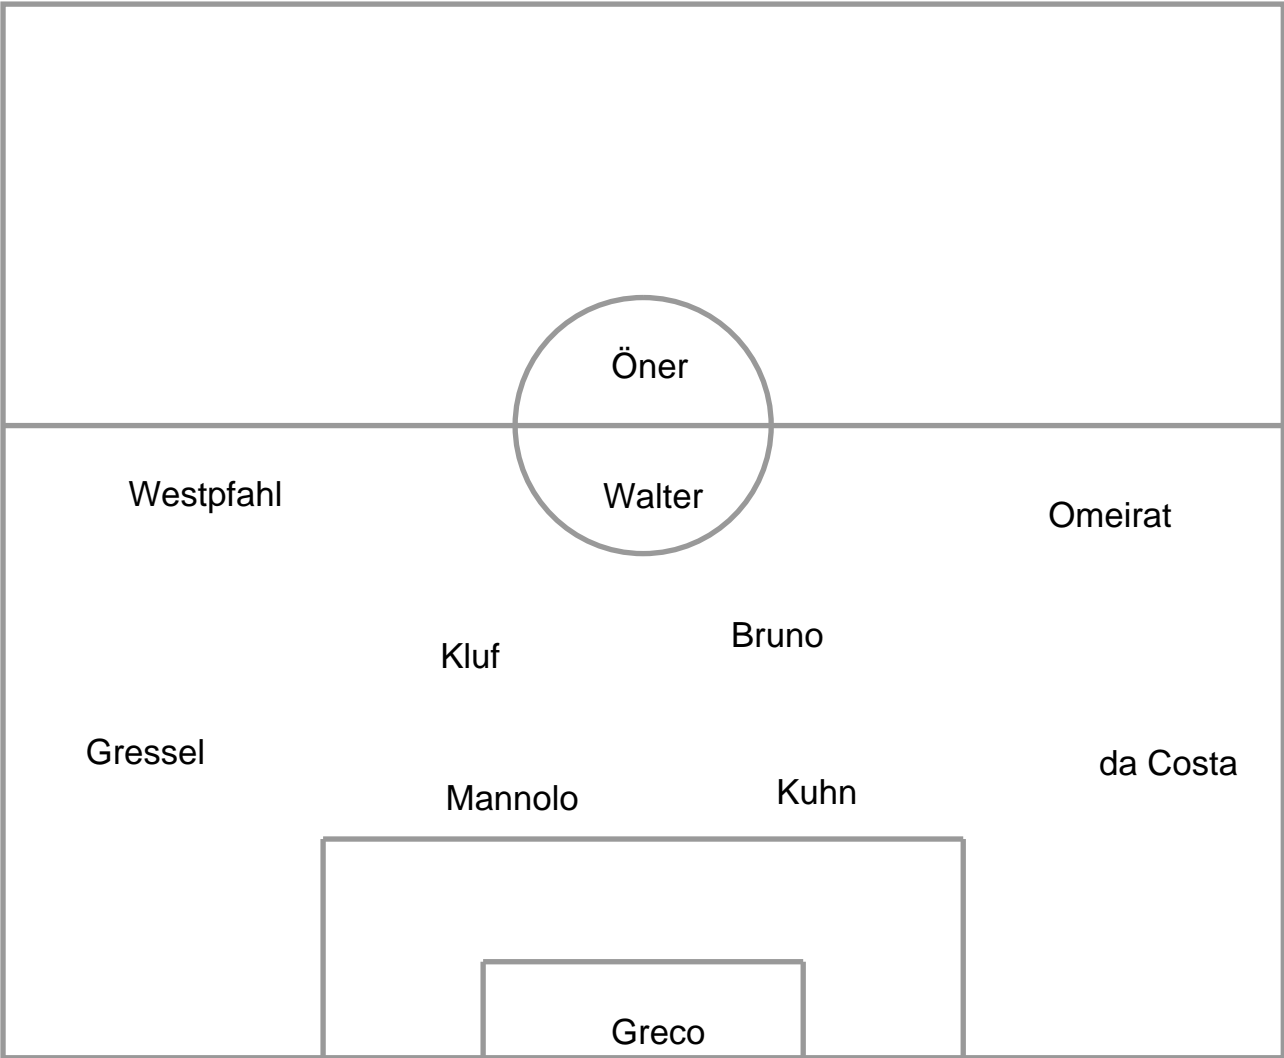 Öner
Westpfahl
Walter
Omeirat
Kluf
Bruno
Gressel
da Costa
Mannolo
Kuhn
Greco